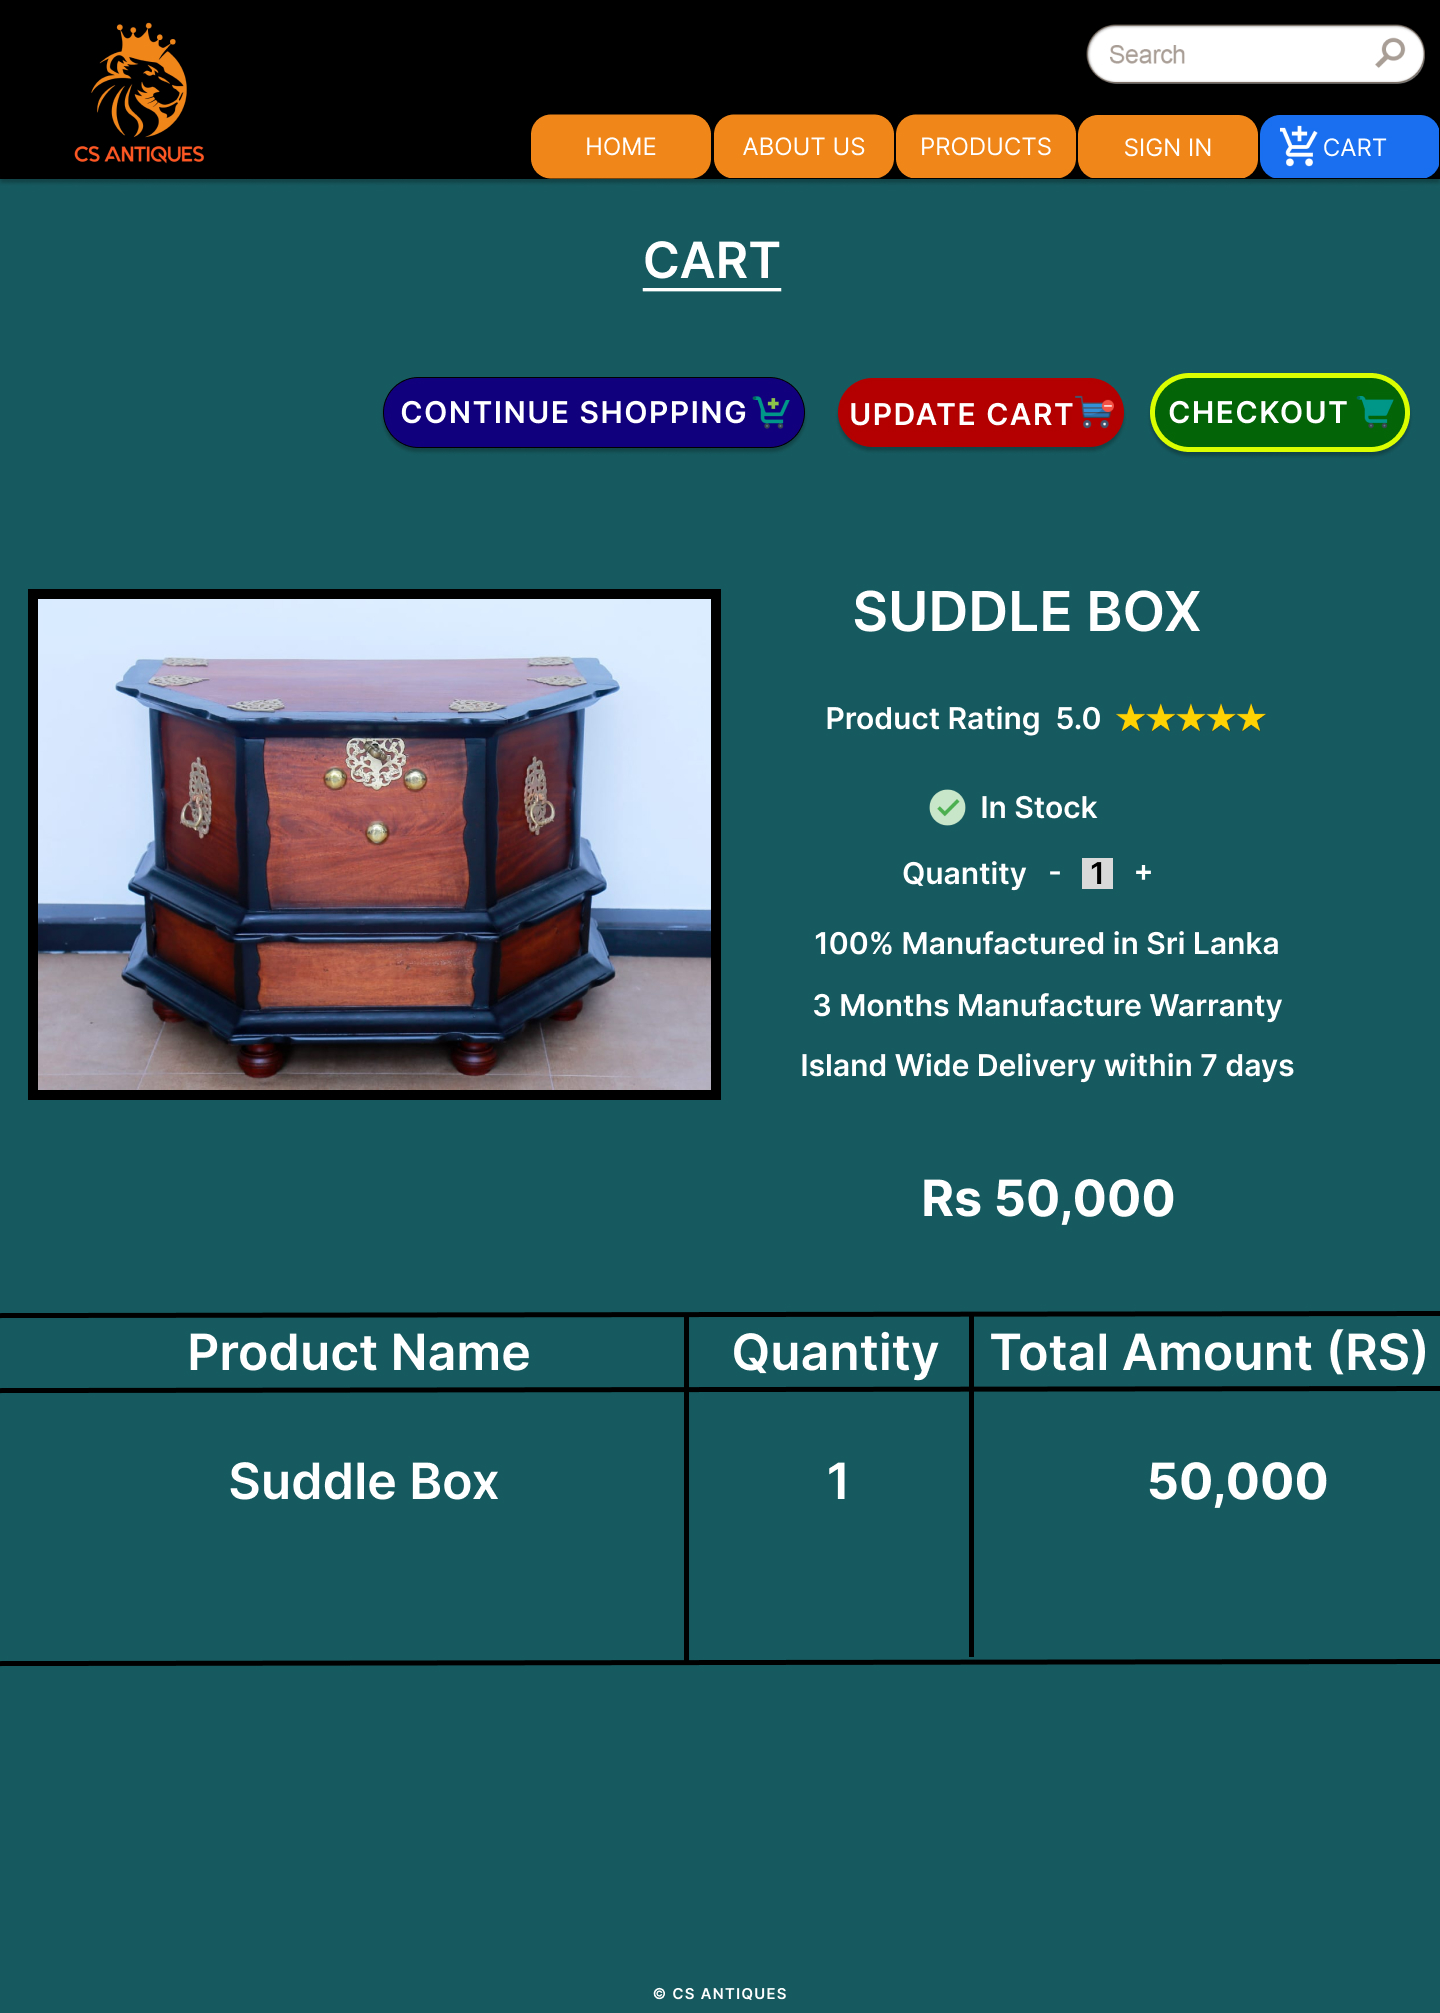 CS ANTIQUES
Search
HOME
ABOUT US
PRODUCTS
SIGN IN
CART
CART
CONTINUE SHOPPING
UPDATE CART
CHECKOUT
SUDDLE BOX
Product Rating 5.0
In Stock
Quantity - 1 +
100% Manufactured in Sri Lanka
3 Months Manufacture Warranty
Island Wide Delivery within 7 days
Rs 50,000
Product Name Quantity Total Amount (RS)
Suddle Box 1 50,000
© CS ANTIQUES